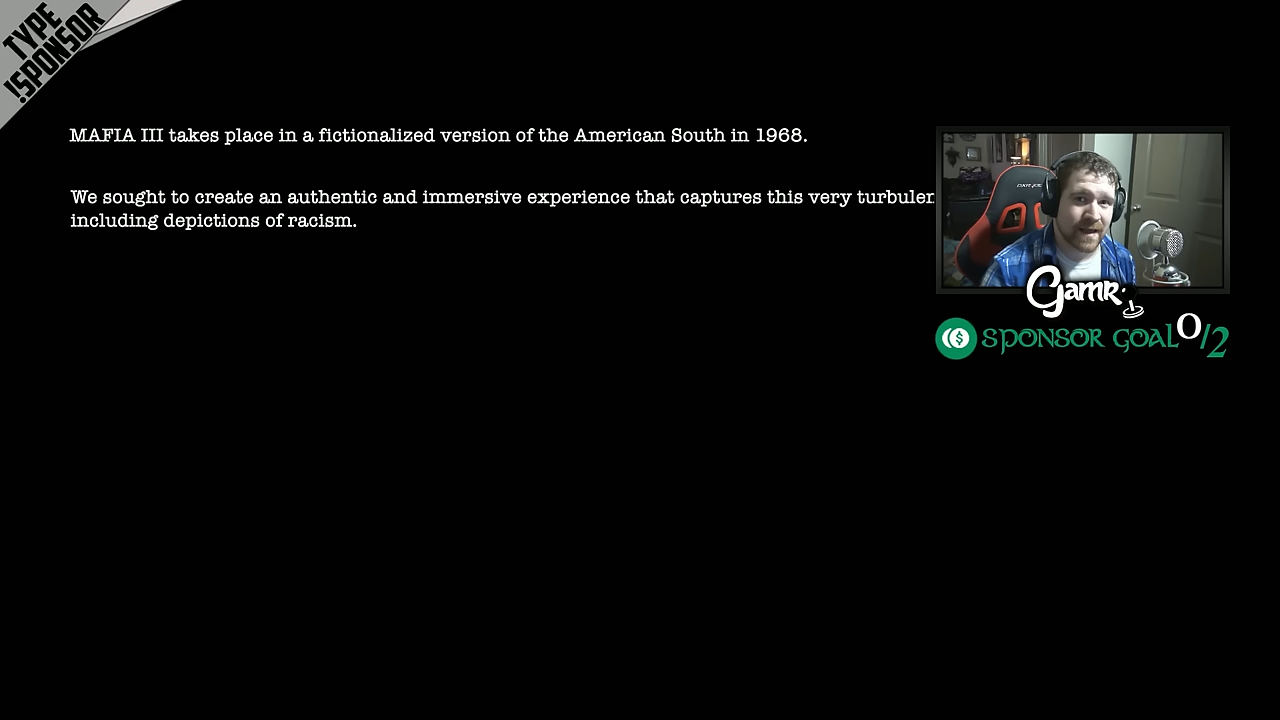 TYPE
!SPONSOR
MAFIA III takes place in a fictionalized version of the American South in 1968.
We sought to create an authentic and immersive experience that captures this very
including depictions of racism.
DXRACER
Gamr
SPONSOR GOAL 0/2